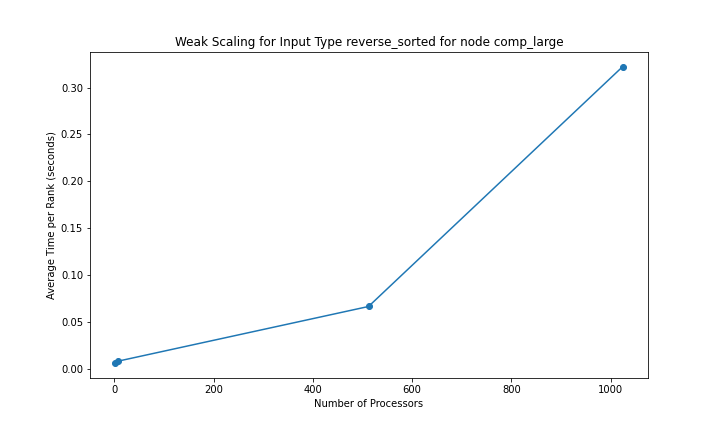 Weak Scaling for Input Type reverse_sorted for node comp_large
Average Time per Rank (seconds)
0.30
0.25
0.20
0.15
0.10
0.05
0.00
0 200 400 600 800 1000
Number of Processors